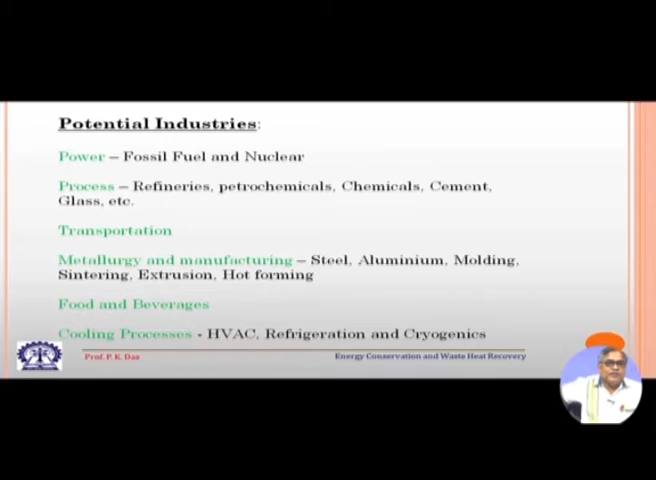 Potential Industries:
Power – Fossil Fuel and Nuclear
Process – Refineries, petrochemicals, Chemicals, Cement,
Glass, etc.
Transportation
Metallurgy and manufacturing – Steel, Aluminium, Molding,
Sintering, Extrusion, Hot forming
Food and Beverages
Cooling Processes - HVAC, Refrigeration and Cryogenics
Prof. P. K. Das
Energy Conservation and Waste Heat Recovery